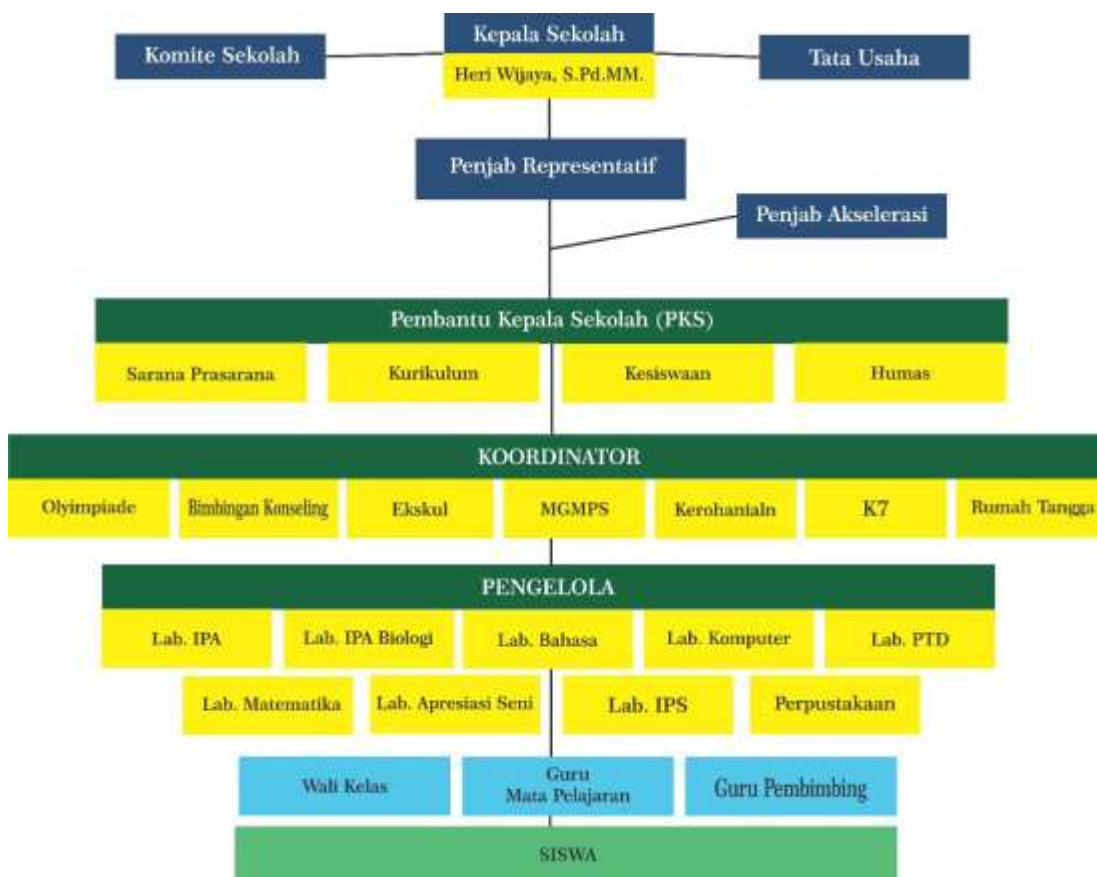 Kepala Sekolah
Komite Sekolah
Tata Usaha
Heri Wijaya, S.Pd.MM.
Penjab Representatif
Penjab Akselerasi
Pembantu Kepala Sekolah (PKS)
Sarana Prasarana
Kurikulum
Kesiswaan
Humas
KOORDINATOR
Olyimpiade
Bimbingan Konseling
Ekskul
MGMPS
Kerohanialn
K7
Rumah Tangga
PENGELOLA
Lab. IPA
Lab. IPA Biologi
Lab. Bahasa
Lab. Komputer
Lab. PTD
Lab. Matematika
Lab. Apresiasi Seni
Lab. IPS
Perpustakaan
Wali Kelas
Guru
Mata Pelajaran
Guru Pembimbing
SISWA